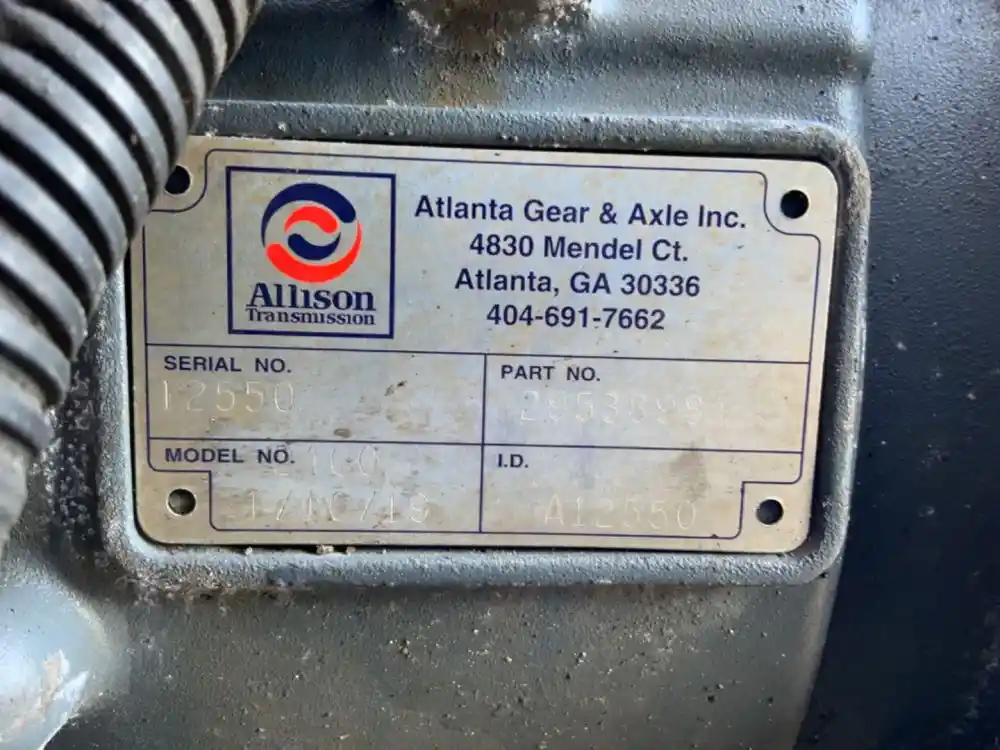 Atlanta Gear & Axle Inc.
4830 Mendel Ct.
Atlanta, GA 30336
404-691-7662
Allison
Transmission
SERIAL NO.
12550
PART NO.
MODEL NO.
I.D.
A12550